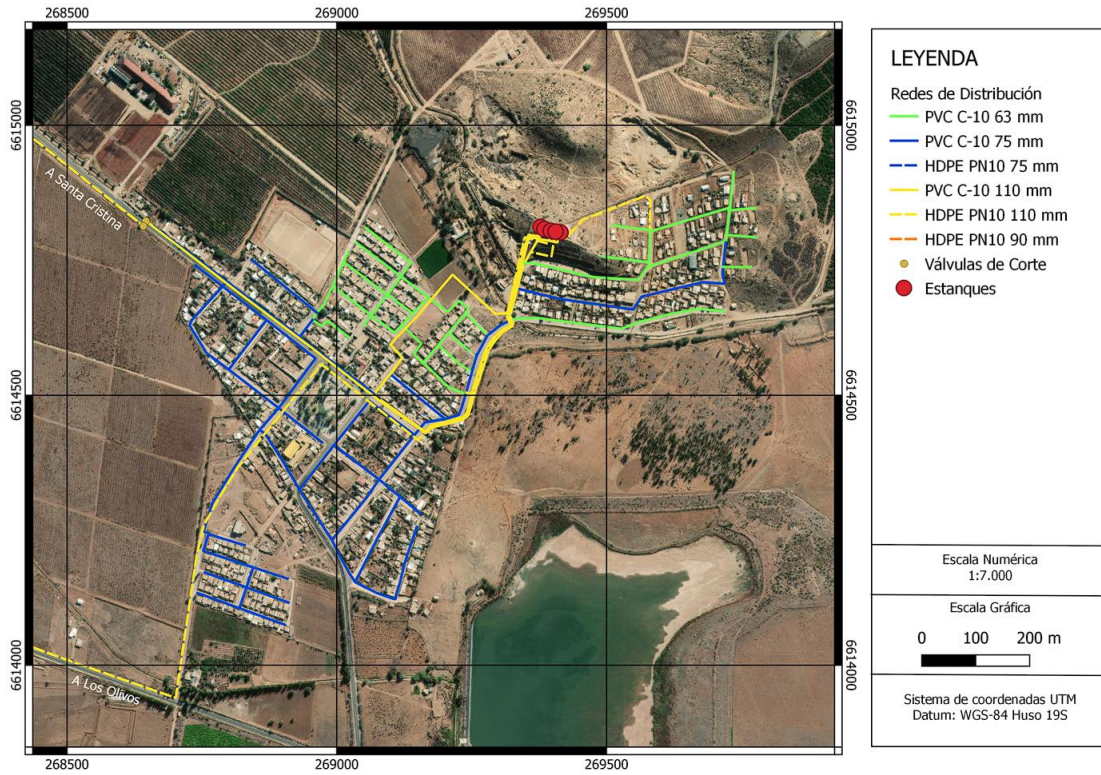 268500
269000
269500
6615000
6615000
6614500
6614500
6614000
6614000
A Santa Cristina
A Los Olivos
268500
269000
269500
LEYENDA
Redes de Distribución
PVC C-10 63 mm
PVC C-10 75 mm
HDPE PN10 75 mm
PVC C-10 110 mm
HDPE PN10 110 mm
HDPE PN10 90 mm
Válvulas de Corte
Estanques
Escala Numérica
1:7.000
Escala Gráfica
0 100 200 m
Sistema de coordenadas UTM
Datum: WGS-84 Huso 19S